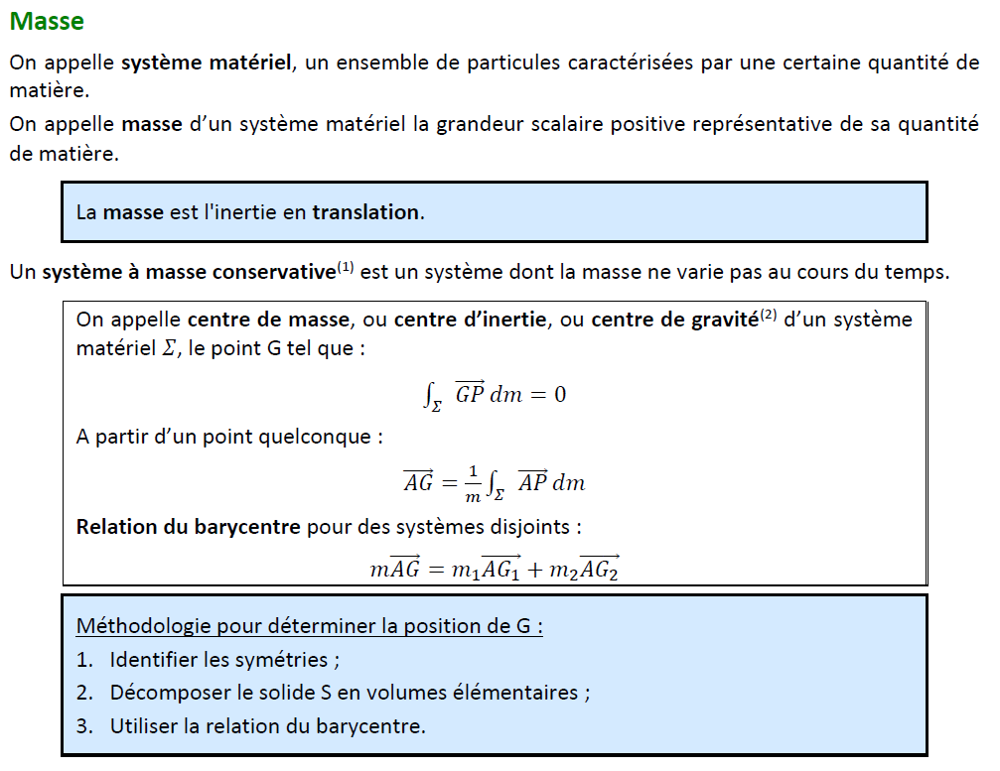 Masse
On appelle système matériel, un ensemble de particules caractérisées par une certaine quantité de
matière.
On appelle masse d’un système matériel la grandeur scalaire positive représentative de sa quantité
de matière.
La masse est l'inertie en translation.
Un système à masse conservative⁽¹⁾ est un système dont la masse ne varie pas au cours du temps.
On appelle centre de masse, ou centre d’inertie, ou centre de gravité⁽²⁾ d’un système
matériel Σ, le point G tel que :
$\int_{\Sigma} \overrightarrow{GP}\, dm = 0$
A partir d’un point quelconque :
$\overrightarrow{AG} = \frac{1}{m} \int_{\Sigma} \overrightarrow{AP}\, dm$
Relation du barycentre pour des systèmes disjoints :
$m\overrightarrow{AG} = m_1\overrightarrow{AG_1} + m_2\overrightarrow{AG_2}$
Méthodologie pour déterminer la position de G :
1. Identifier les symétries ;
2. Décomposer le solide S en volumes élémentaires ;
3. Utiliser la relation du barycentre.